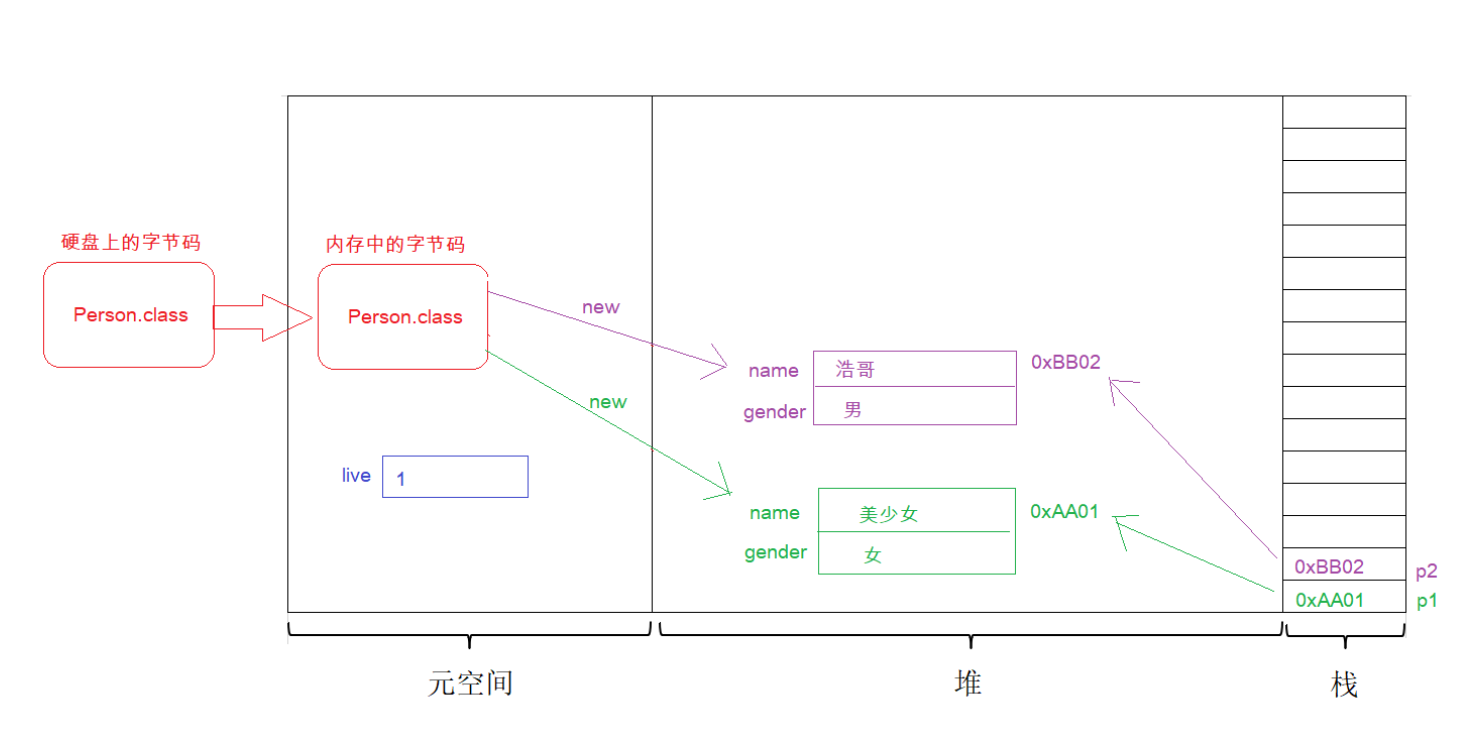 硬盘上的字节码
Person.class
内存中的字节码
Person.class
new
new
live 1
name 浩哥 0xBB02
gender 男
name 美少女 0xAA01
gender 女
0xBB02 p2
0xAA01 p1
元空间
堆
栈